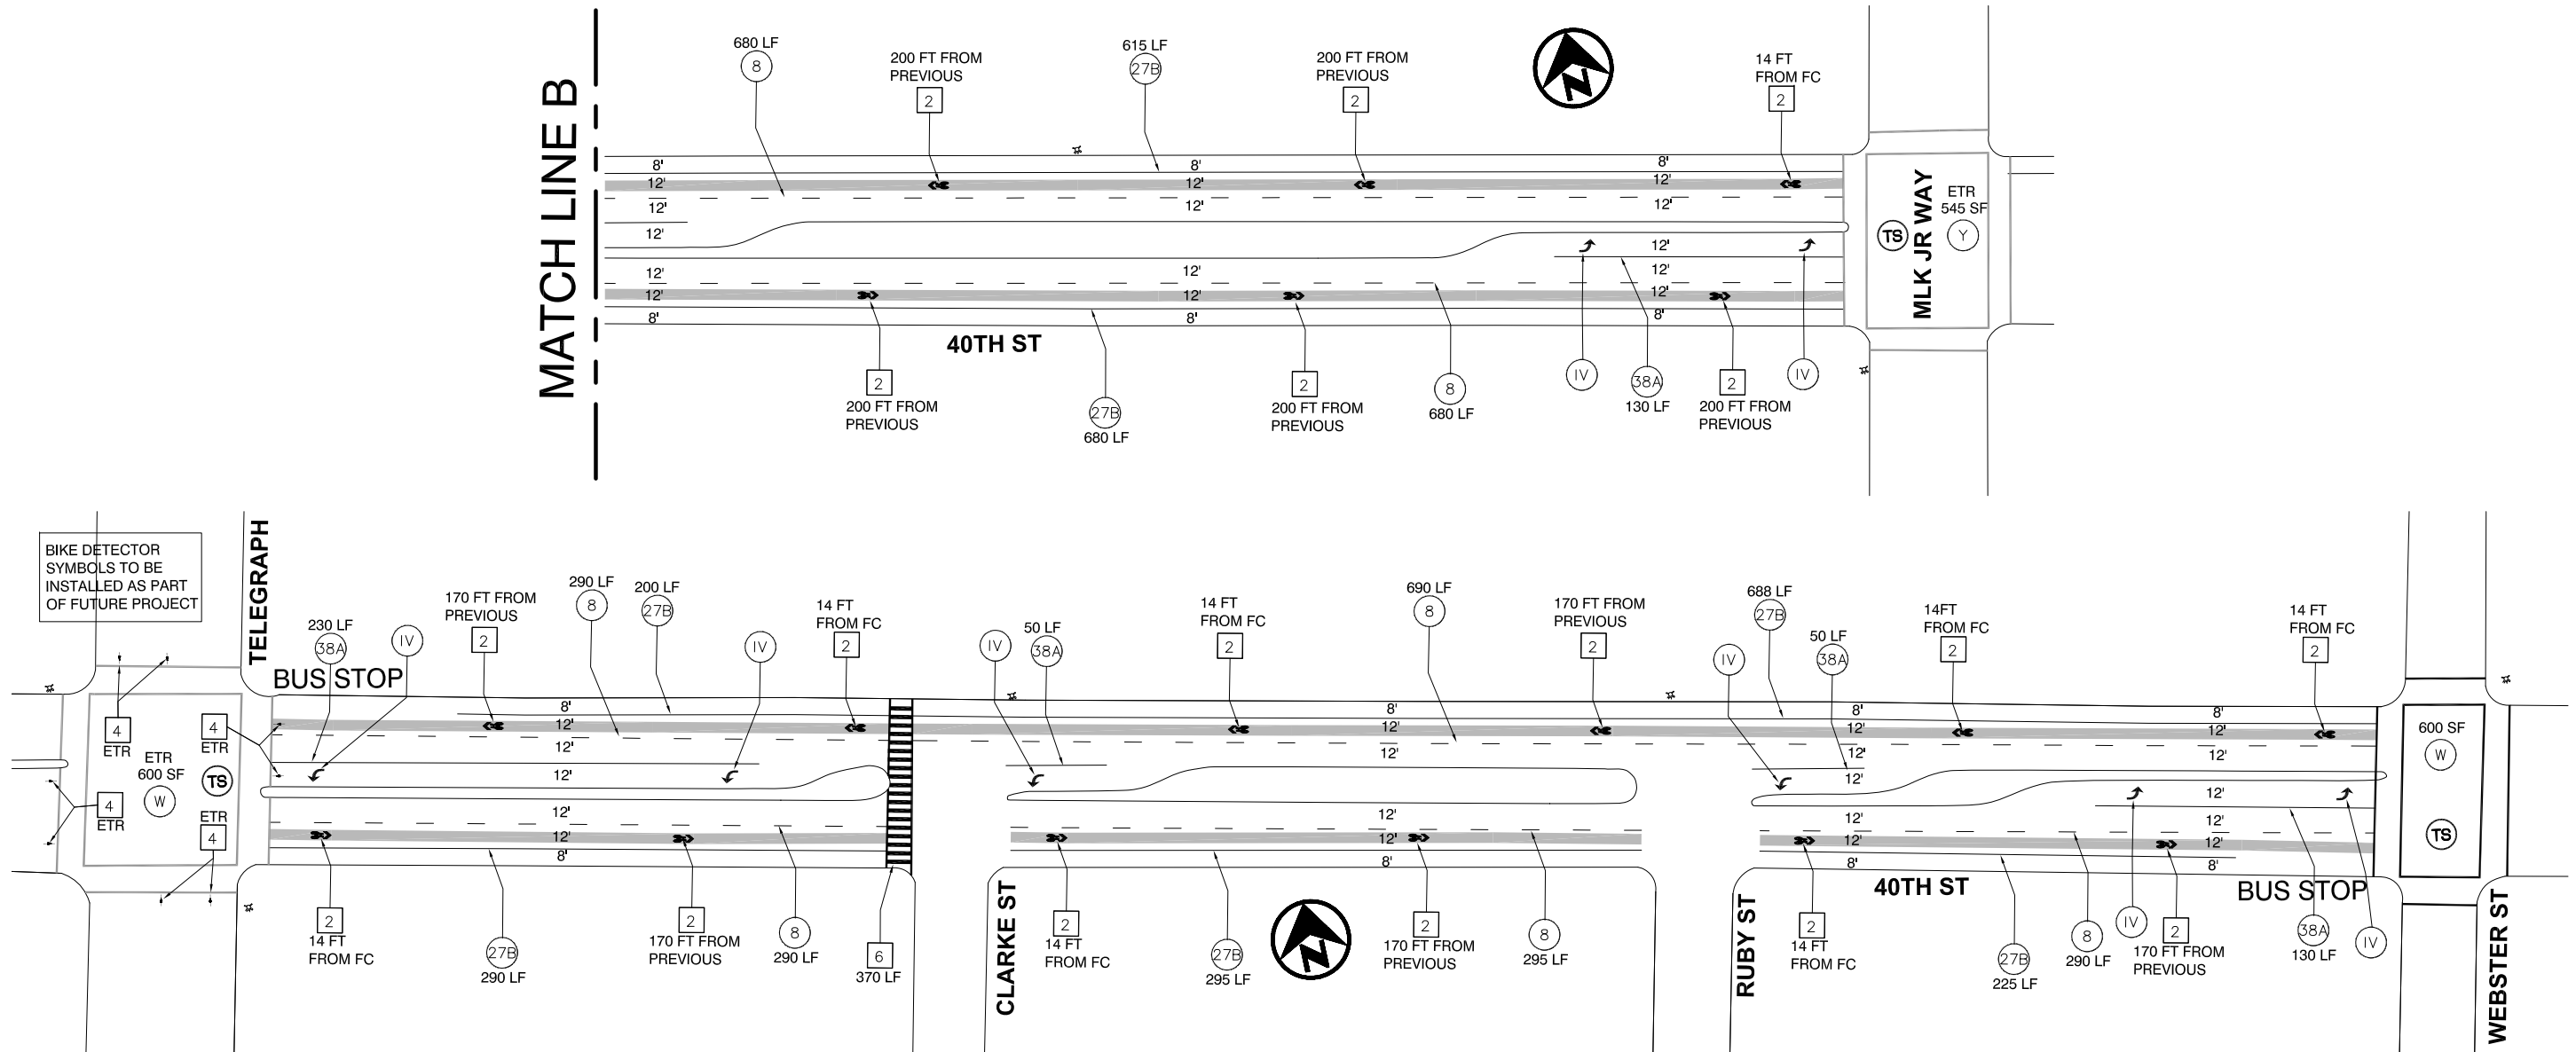 MATCH LINE B
680 LF
8
200 FT FROM
PREVIOUS
2
615 LF
27B
200 FT FROM
PREVIOUS
2
N
14 FT
FROM FC
2
8'
8'
8'
12'
12'
12'
12'
12'
12'
12'
12'
12'
12'
12'
12'
12'
12'
8'
8'
8'
40TH ST
TS
MLK JR WAY
ETR
545 SF
Y
2
200 FT FROM
PREVIOUS
27B
680 LF
2
200 FT FROM
PREVIOUS
8
680 LF
IV
38A
130 LF
2
200 FT FROM
PREVIOUS
IV
BIKE DETECTOR
SYMBOLS TO BE
INSTALLED AS PART
OF FUTURE PROJECT
TELEGRAPH
230 LF
38A
IV
170 FT FROM
PREVIOUS
2
290 LF
8
200 LF
27B
IV
14 FT
FROM FC
2
IV
50 LF
38A
14 FT
FROM FC
2
690 LF
8
170 FT FROM
PREVIOUS
2
IV
688 LF
27B
50 LF
38A
14FT
FROM FC
2
14 FT
FROM FC
2
BUS STOP
4
ETR
4
ETR
ETR
600 SF
W
TS
4
ETR
ETR
4
8'
12'
12'
12'
12'
12'
8'
8'
12'
12'
12'
12'
8'
8'
12'
12'
12'
12'
12'
8'
8'
12'
12'
12'
12'
12'
8'
600 SF
W
TS
40TH ST
BUS STOP
2
14 FT
FROM FC
27B
290 LF
2
170 FT FROM
PREVIOUS
8
290 LF
6
370 LF
CLARKE ST
2
14 FT
FROM FC
27B
295 LF
N
2
170 FT FROM
PREVIOUS
8
295 LF
RUBY ST
2
14 FT
FROM FC
27B
225 LF
8
290 LF
IV
2
170 FT FROM
PREVIOUS
38A
130 LF
IV
WEBSTER ST